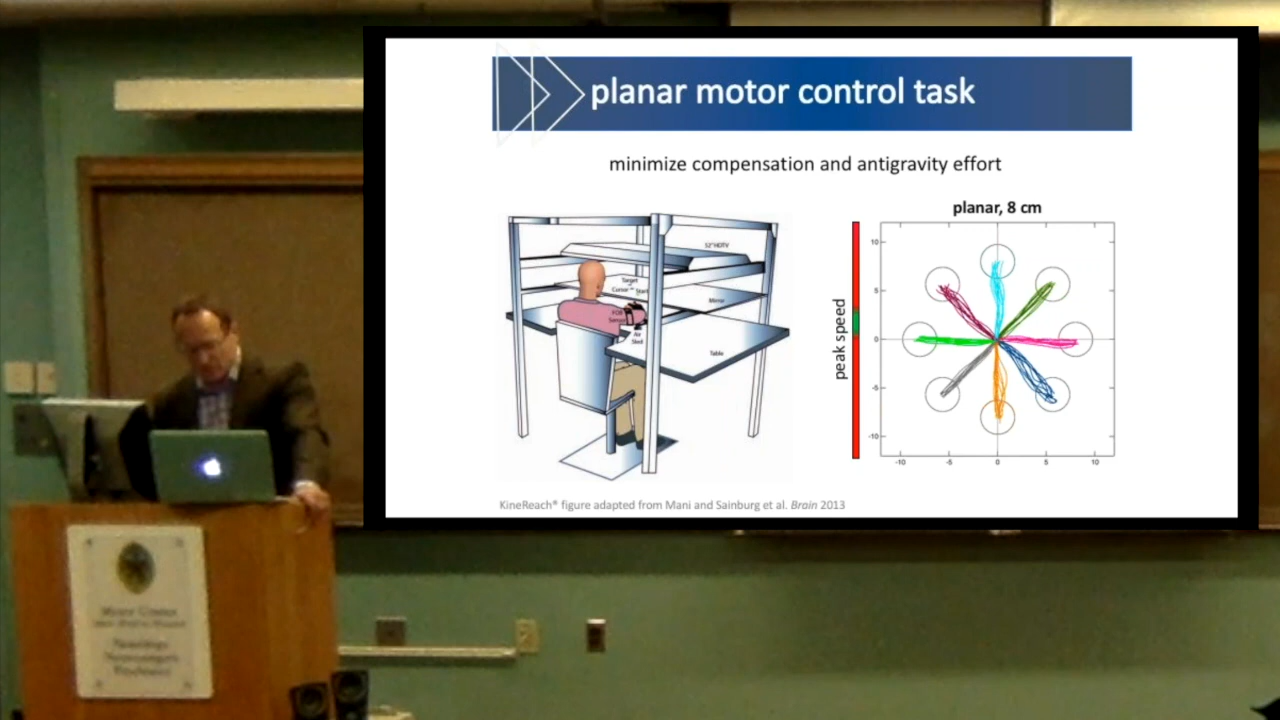 planar motor control task
minimize compensation and antigravity effort
planar, 8 cm
52"HDTV
Target
Cursor
Start
Mirror
FOB
Sensor
Air
Sled
Table
peak speed
10
5
0
-5
-10
-10
-5
0
5
10
KineReach® figure adapted from Mani and Sainburg et al. Brain 2013